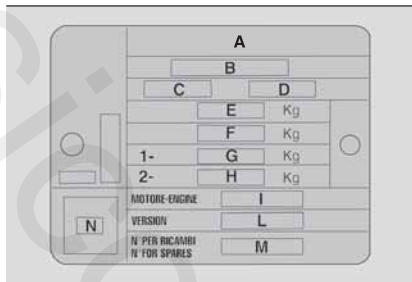 A
B
C D
E Kg
F Kg
1- G Kg
2- H Kg
MOTORE-ENGINE I
VERSION L
N
N° PER RICAMBI
N° FOR SPARES M